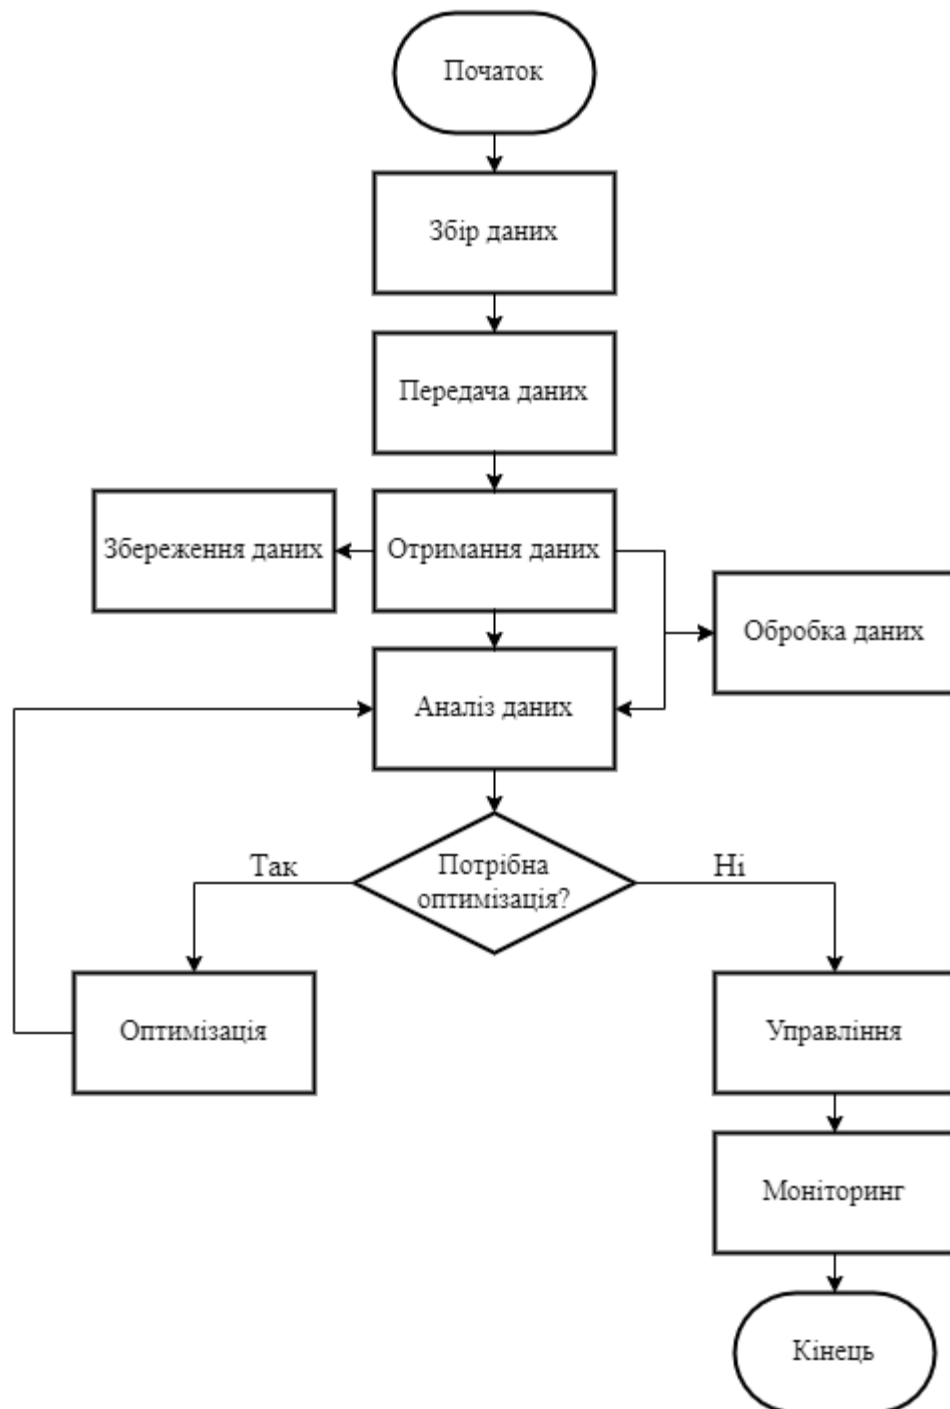 Початок
Збір даних
Передача даних
Збереження даних
Отримання даних
Обробка даних
Аналіз даних
Так
Потрібна
оптимізація?
Ні
Оптимізація
Управління
Моніторинг
Кінець